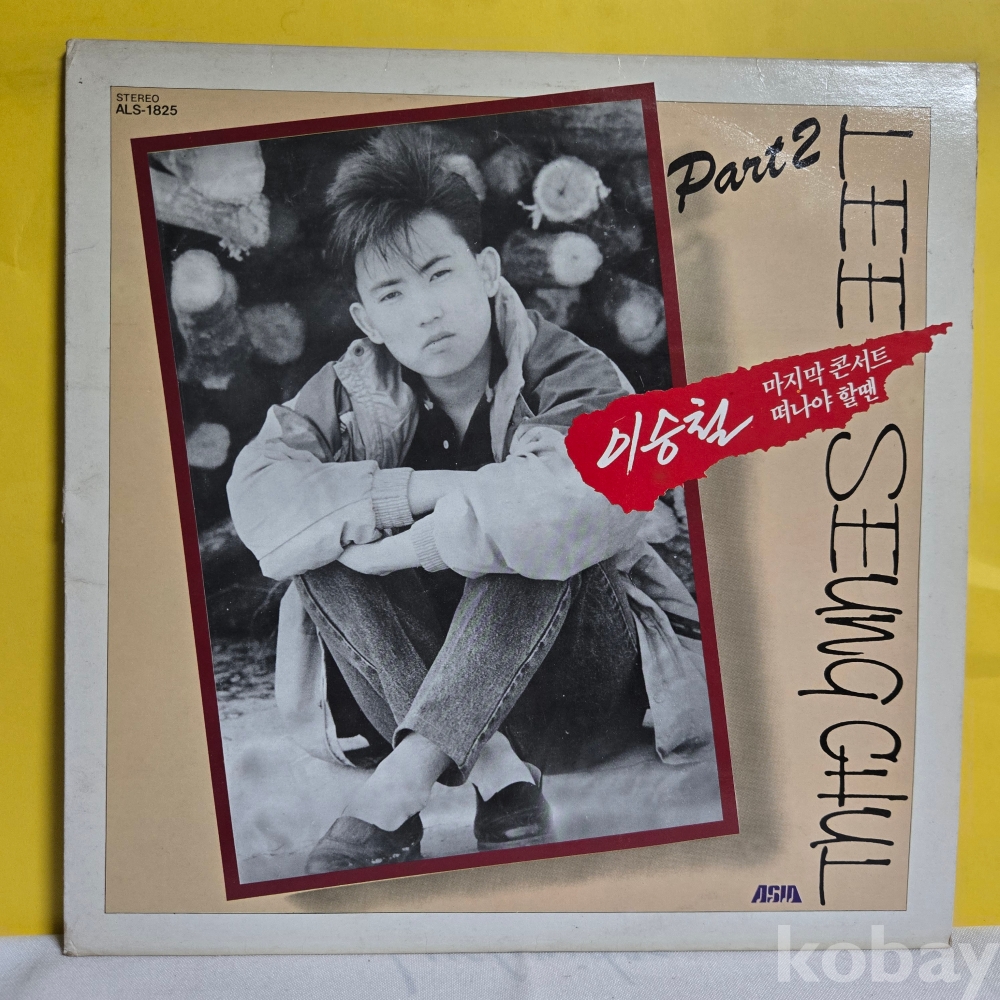 STEREO
ALS-1825
Part 2
LEE SEUNG CHUL
이승철
마지막 콘서트
떠나야 할땐
ASIA
kobay